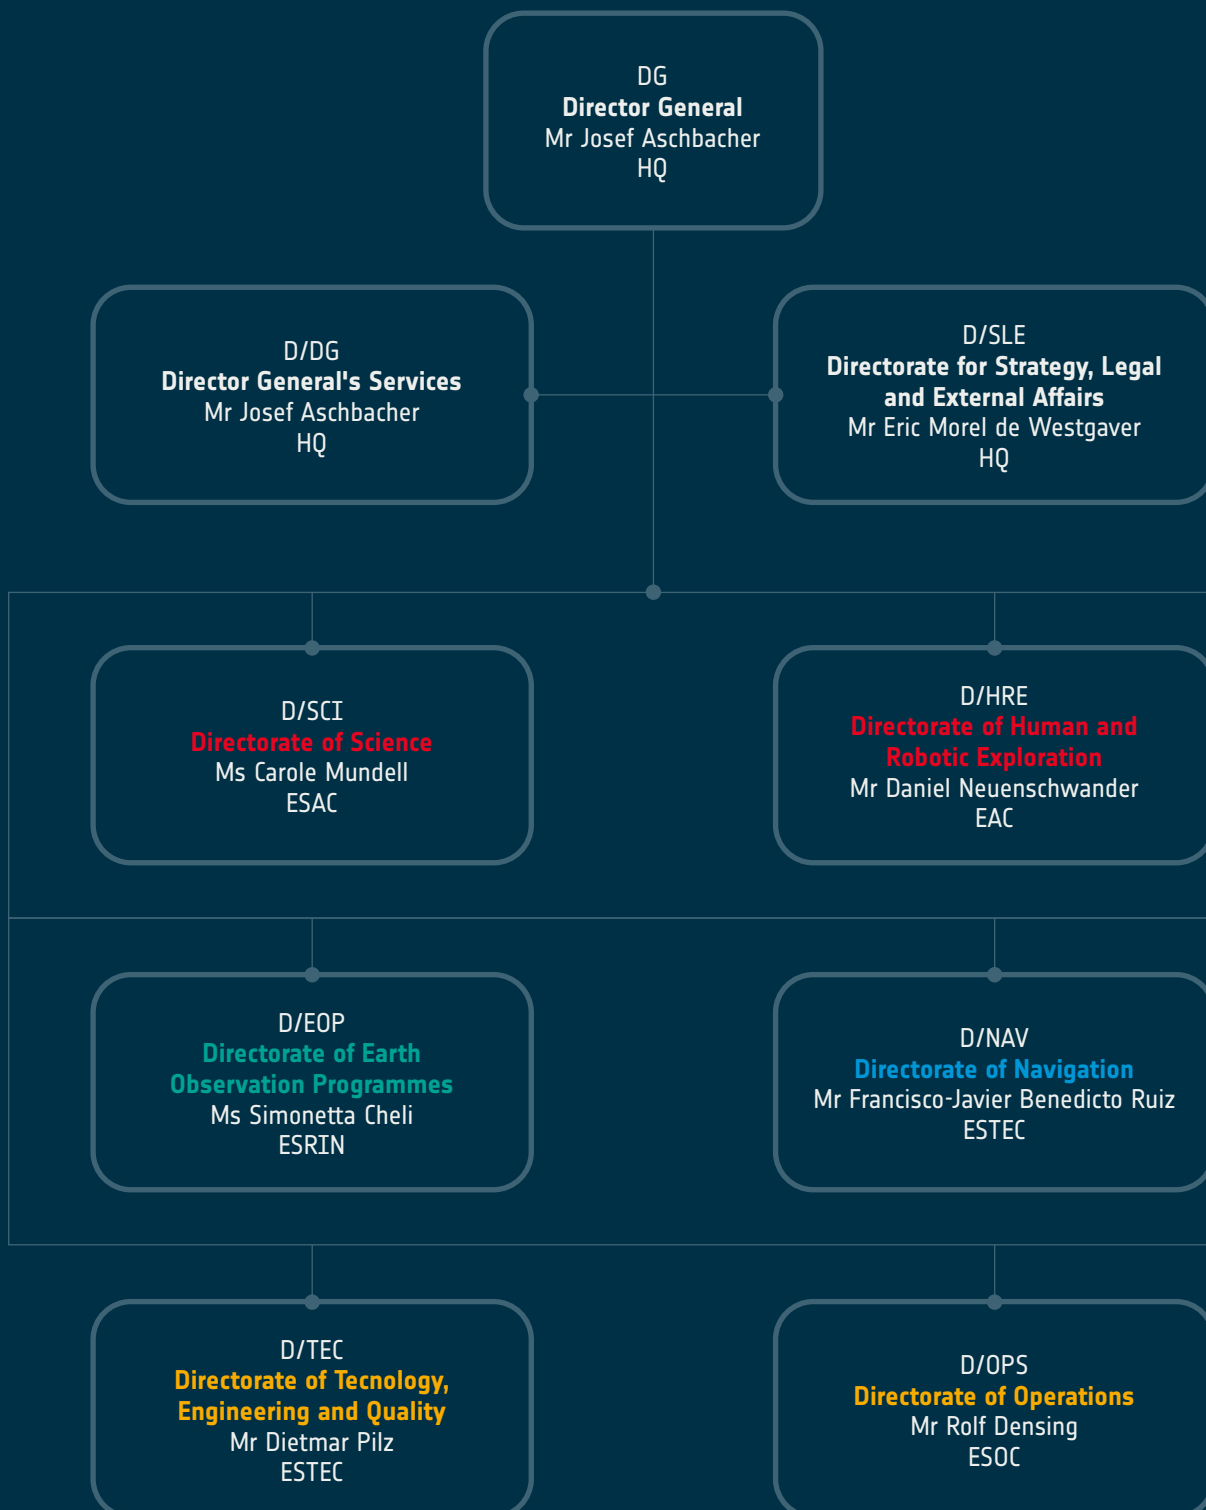 DG
Director General
Mr Josef Aschbacher
HQ
D/DG
Director General's Services
Mr Josef Aschbacher
HQ
D/SLE
Directorate for Strategy, Legal
and External Affairs
Mr Eric Morel de Westgaver
HQ
D/SCI
Directorate of Science
Ms Carole Mundell
ESAC
D/HRE
Directorate of Human and
Robotic Exploration
Mr Daniel Neuenschwander
EAC
D/EOP
Directorate of Earth
Observation Programmes
Ms Simonetta Cheli
ESRIN
D/NAV
Directorate of Navigation
Mr Francisco-Javier Benedicto Ruiz
ESTEC
D/TEC
Directorate of Tecnology,
Engineering and Quality
Mr Dietmar Pilz
ESTEC
D/OPS
Directorate of Operations
Mr Rolf Densing
ESOC